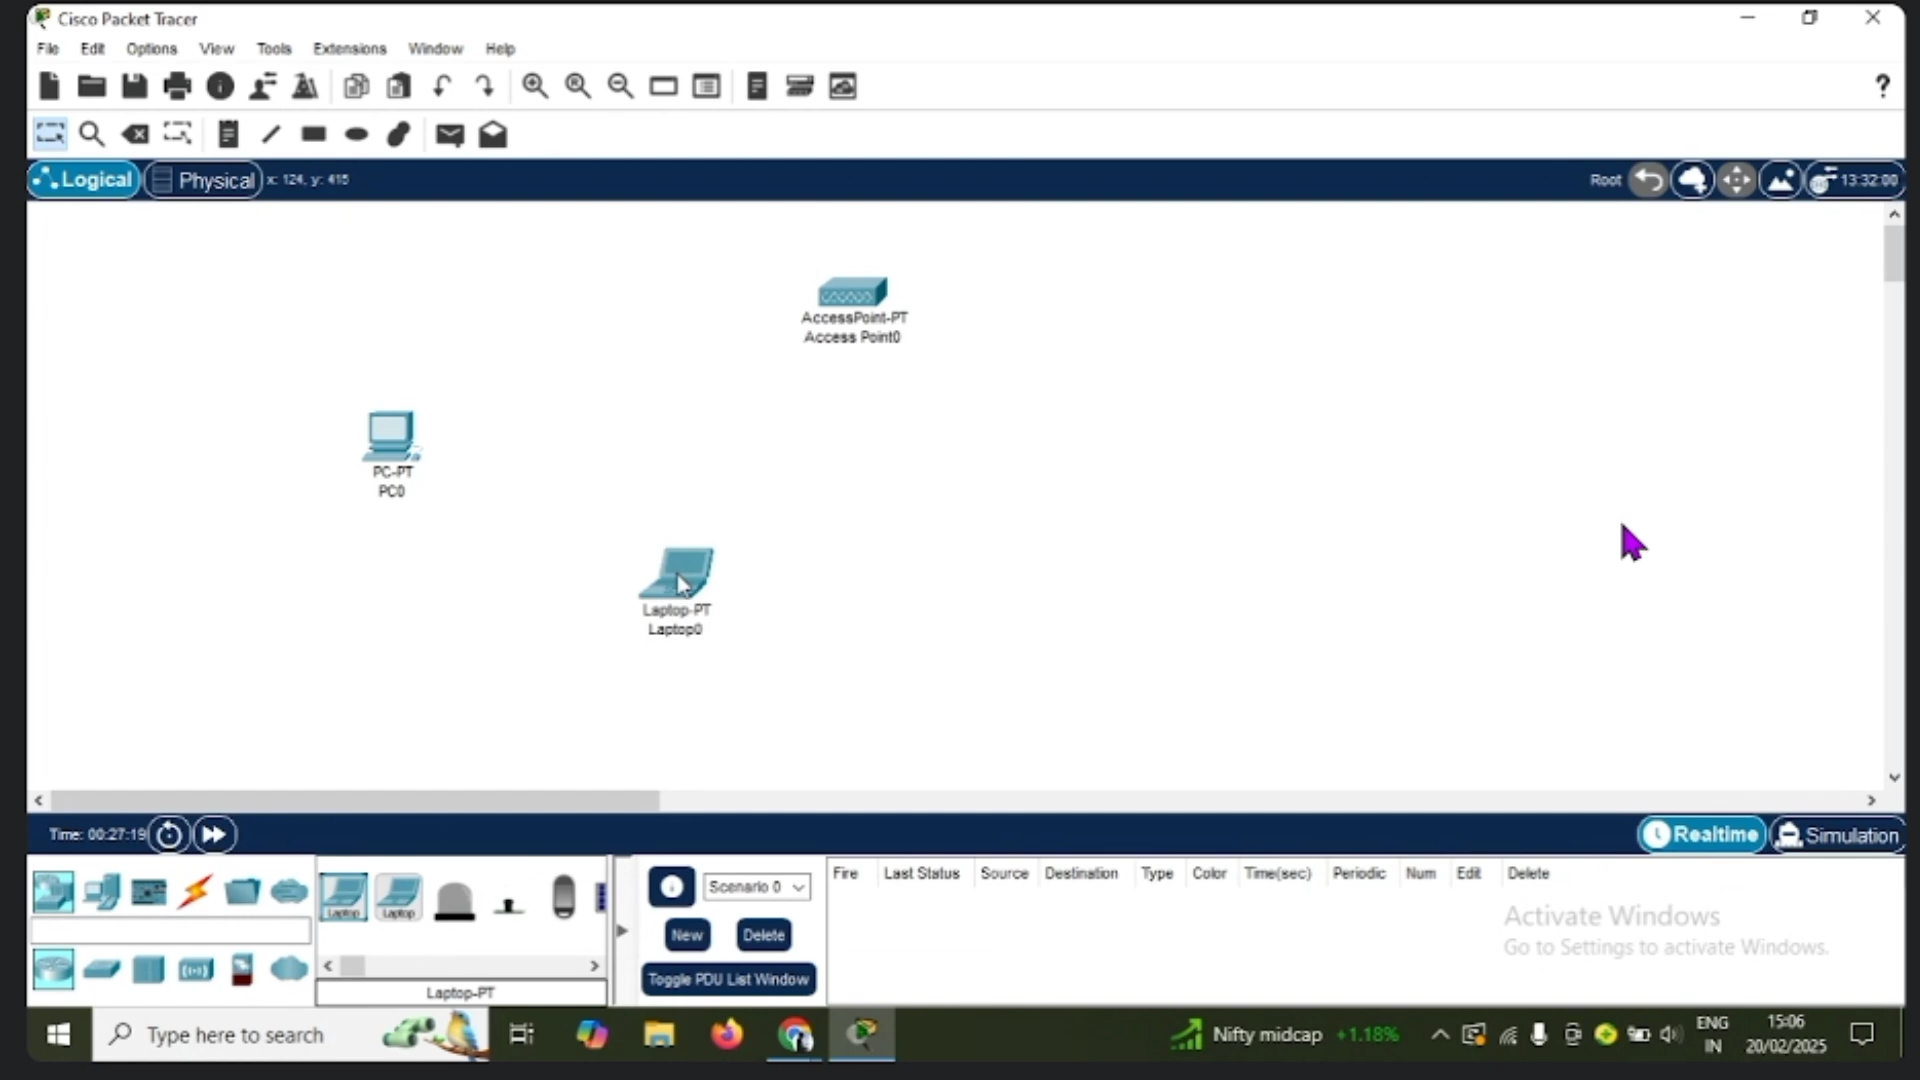 Cisco Packet Tracer
File Edit Options View Tools Extensions Window Help
?
Logical Physical x: 124, y: 415 Root 13:32:00
AccessPoint-PT
Access Point0
PC-PT
PC0
Laptop-PT
Laptop0
Time: 00:27:19 Realtime Simulation
Fire Last Status Source Destination Type Color Time(sec) Periodic Num Edit Delete
Scenario 0
Laptop Laptop
New Delete
Activate Windows
Go to Settings to activate Windows.
Toggle PDU List Window
Laptop-PT
Type here to search
Nifty midcap +1.18%
ENG
IN
15:06
20/02/2025